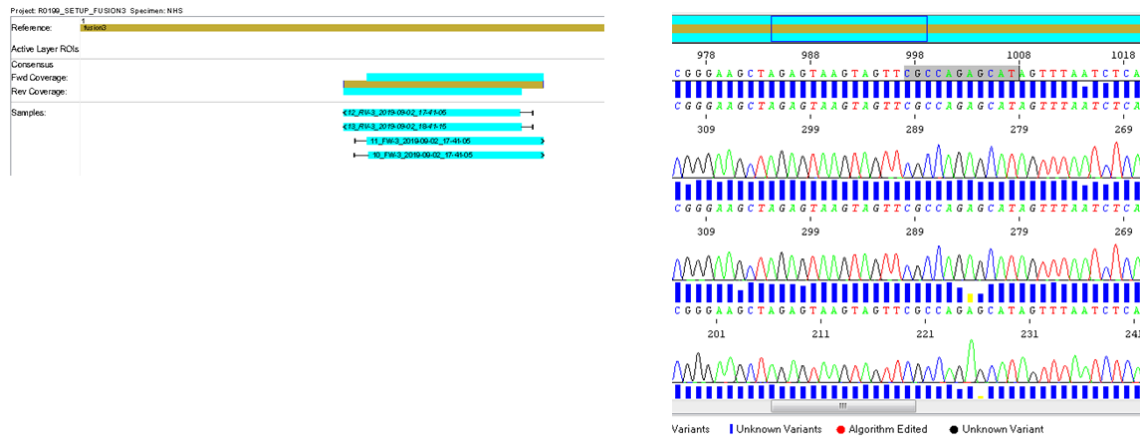 Project: R0199_SETUP_FUSION3 Specimen: NHS
1
Reference:
fusion3
Active Layer ROIs
Consensus
Fwd Coverage:
Rev Coverage:
Samples:
12_RV-3_2019-09-02_17-41-05
13_RV-3_2019-09-02_18-41-15
11_FW-3_2019-09-02_17-41-05
10_FW-3_2019-09-02_17-41-05
978 988 998 1008 1018
CGGGAAGCTAGAGTAAGTAGTTCGCCAGAGCATAGTTTAATCTCA
CGGGAAGCTAGAGTAAGTAGTTCGCCAGAGCATAGTTTAATCTCA
309 299 289 279 269
CGGGAAGCTAGAGTAAGTAGTTCGCCAGAGCATAGTTTAATCTCA
309 299 289 279 269
CGGGAAGCTAGAGTAAGTAGTTCGCCAGAGCATAGTTTAATCTCA
201 211 221 231 241
Variants Unknown Variants Algorithm Edited Unknown Variant